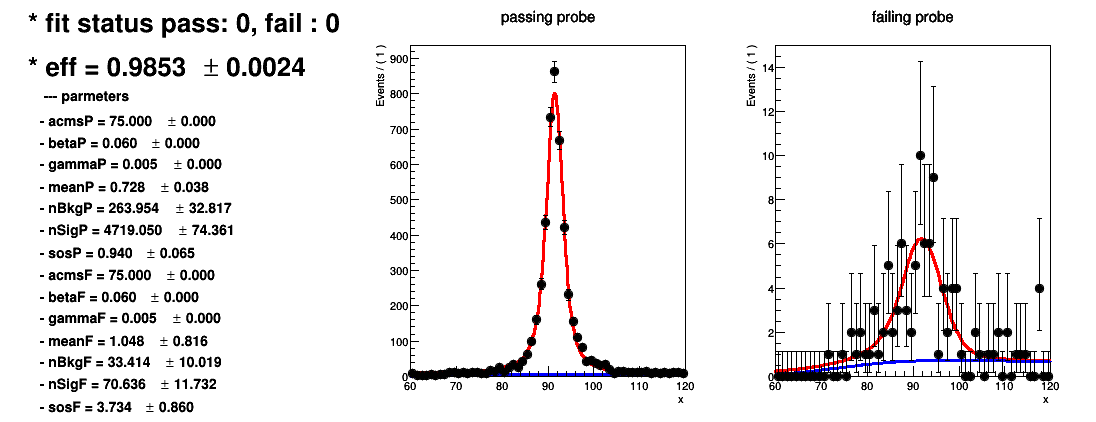 * fit status pass: 0, fail : 0
* eff = 0.9853 ± 0.0024
--- parmeters
- acmsP = 75.000 ± 0.000
- betaP = 0.060 ± 0.000
- gammaP = 0.005 ± 0.000
- meanP = 0.728 ± 0.038
- nBkgP = 263.954 ± 32.817
- nSigP = 4719.050 ± 74.361
- sosP = 0.940 ± 0.065
- acmsF = 75.000 ± 0.000
- betaF = 0.060 ± 0.000
- gammaF = 0.005 ± 0.000
- meanF = 1.048 ± 0.816
- nBkgF = 33.414 ± 10.019
- nSigF = 70.636 ± 11.732
- sosF = 3.734 ± 0.860
passing probe
Events / ( 1 )
900
800
700
600
500
400
300
200
100
0
60 70 80 90 100 110 120
x
failing probe
Events / ( 1 )
14
12
10
8
6
4
2
0
60 70 80 90 100 110 120
x